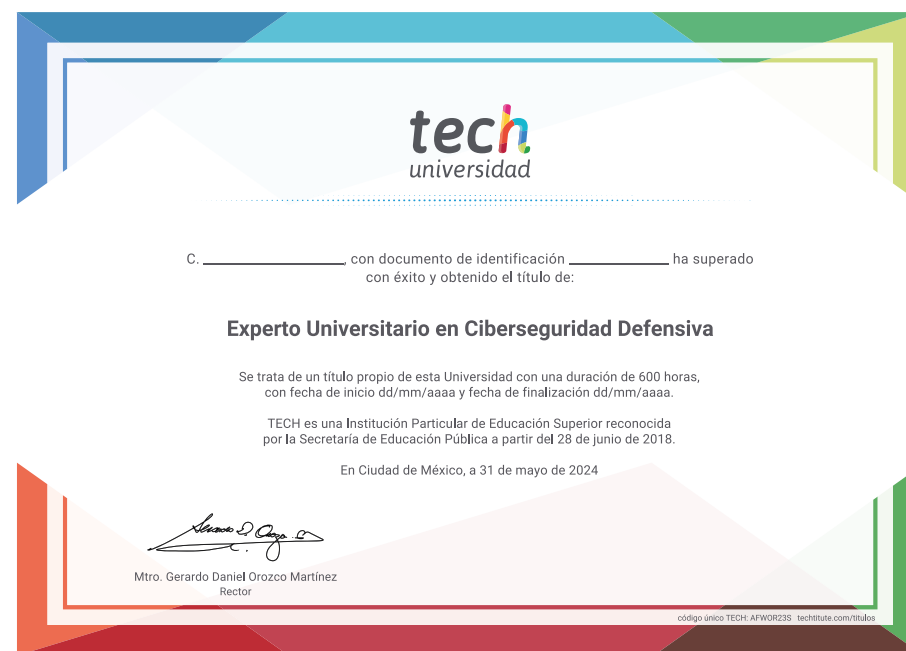 tech
universidad
C. ____________________, con documento de identificación ______________ ha superado
con éxito y obtenido el título de:
Experto Universitario en Ciberseguridad Defensiva
Se trata de un título propio de esta Universidad con una duración de 600 horas,
con fecha de inicio dd/mm/aaaa y fecha de finalización dd/mm/aaaa.
TECH es una Institución Particular de Educación Superior reconocida
por la Secretaría de Educación Pública a partir del 28 de junio de 2018.
En Ciudad de México, a 31 de mayo de 2024
Mtro. Gerardo Daniel Orozco Martínez
Rector
código único TECH: AFWOR23S techtitute.com/titulos